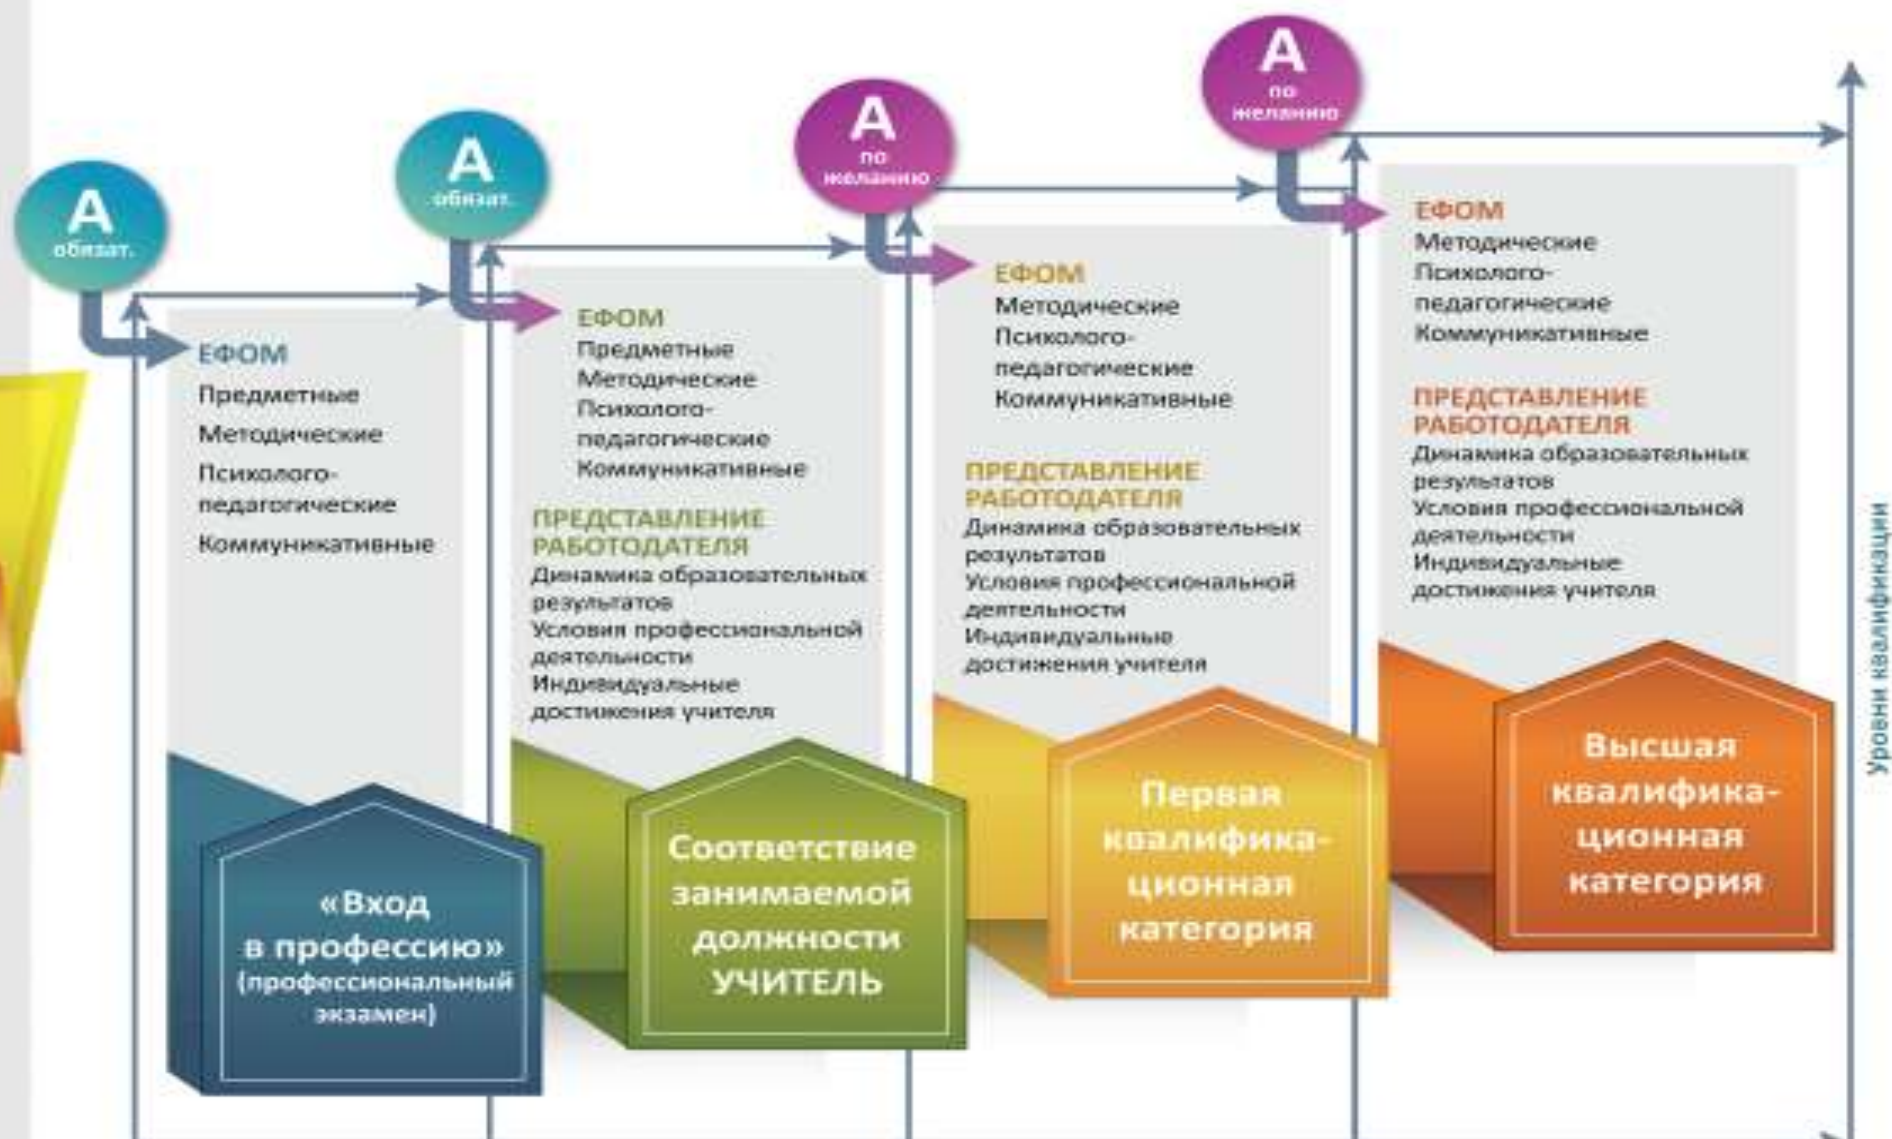 А
обязат.
ЕФОМ
Предметные
Методические
Психолого-
педагогические
Коммуникативные
«Вход
в профессию»
(профессиональный
экзамен)
А
обязат.
ЕФОМ
Предметные
Методические
Психолого-
педагогические
Коммуникативные
ПРЕДСТАВЛЕНИЕ
РАБОТОДАТЕЛЯ
Динамика образовательных
результатов
Условия профессиональной
деятельности
Индивидуальные
достижения учителя
Соответствие
занимаемой
должности
УЧИТЕЛЬ
А
по
желанию
ЕФОМ
Методические
Психолого-
педагогические
Коммуникативные
ПРЕДСТАВЛЕНИЕ
РАБОТОДАТЕЛЯ
Динамика образовательных
результатов
Условия профессиональной
деятельности
Индивидуальные
достижения учителя
Первая
квалифика-
ционная
категория
А
по
желанию
ЕФОМ
Методические
Психолого-
педагогические
Коммуникативные
ПРЕДСТАВЛЕНИЕ
РАБОТОДАТЕЛЯ
Динамика образовательных
результатов
Условия профессиональной
деятельности
Индивидуальные
достижения учителя
Высшая
квалифика-
ционная
категория
Уровни квалификации